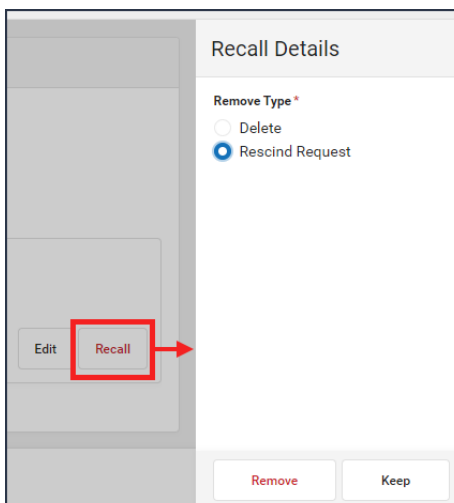 Recall Details
Remove Type*
Delete
Rescind Request
Edit Recall
Remove Keep